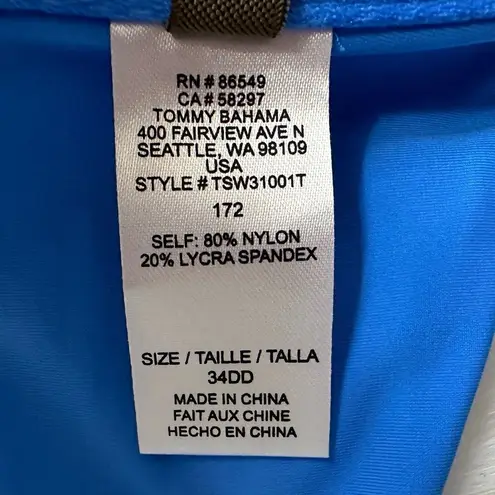 RN # 86549
CA # 58297
TOMMY BAHAMA
400 FAIRVIEW AVE N
SEATTLE, WA 98109
USA
STYLE # TSW31001T
172
SELF: 80% NYLON
20% LYCRA SPANDEX
SIZE / TAILLE / TALLA
34DD
MADE IN CHINA
FAIT AUX CHINE
HECHO EN CHINA